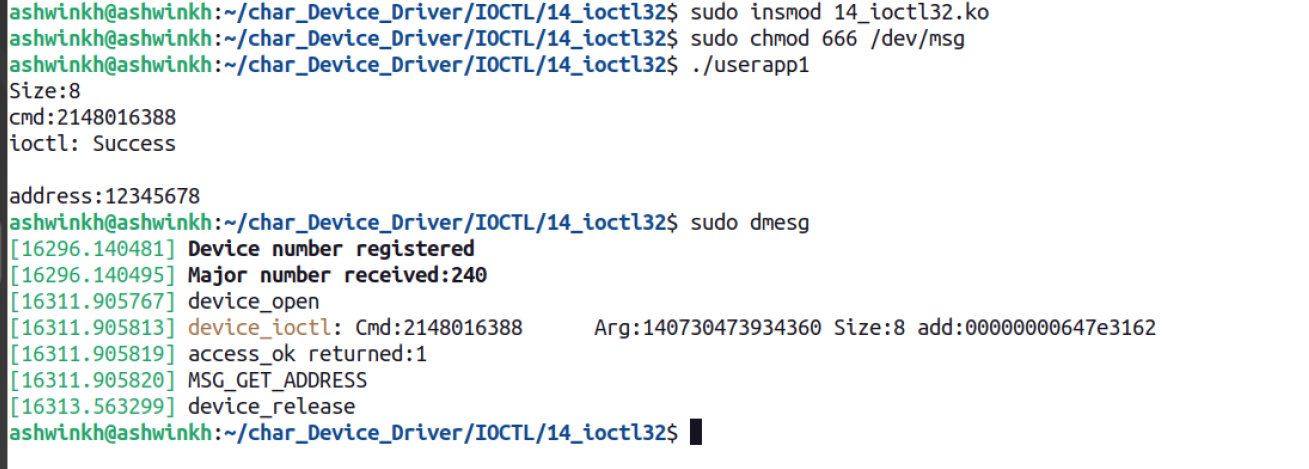 ashwinkh@ashwinkh:~/char_Device_Driver/IOCTL/14_ioctl32$ sudo insmod 14_ioctl32.ko
ashwinkh@ashwinkh:~/char_Device_Driver/IOCTL/14_ioctl32$ sudo chmod 666 /dev/msg
ashwinkh@ashwinkh:~/char_Device_Driver/IOCTL/14_ioctl32$ ./userapp1
Size:8
cmd:2148016388
ioctl: Success
address:12345678
ashwinkh@ashwinkh:~/char_Device_Driver/IOCTL/14_ioctl32$ sudo dmesg
[16296.140481] Device number registered
[16296.140495] Major number received:240
[16311.905767] device_open
[16311.905813] device_ioctl: Cmd:2148016388 Arg:140730473934360 Size:8 add:00000000647e3162
[16311.905819] access_ok returned:1
[16311.905820] MSG_GET_ADDRESS
[16313.563299] device_release
ashwinkh@ashwinkh:~/char_Device_Driver/IOCTL/14_ioctl32$